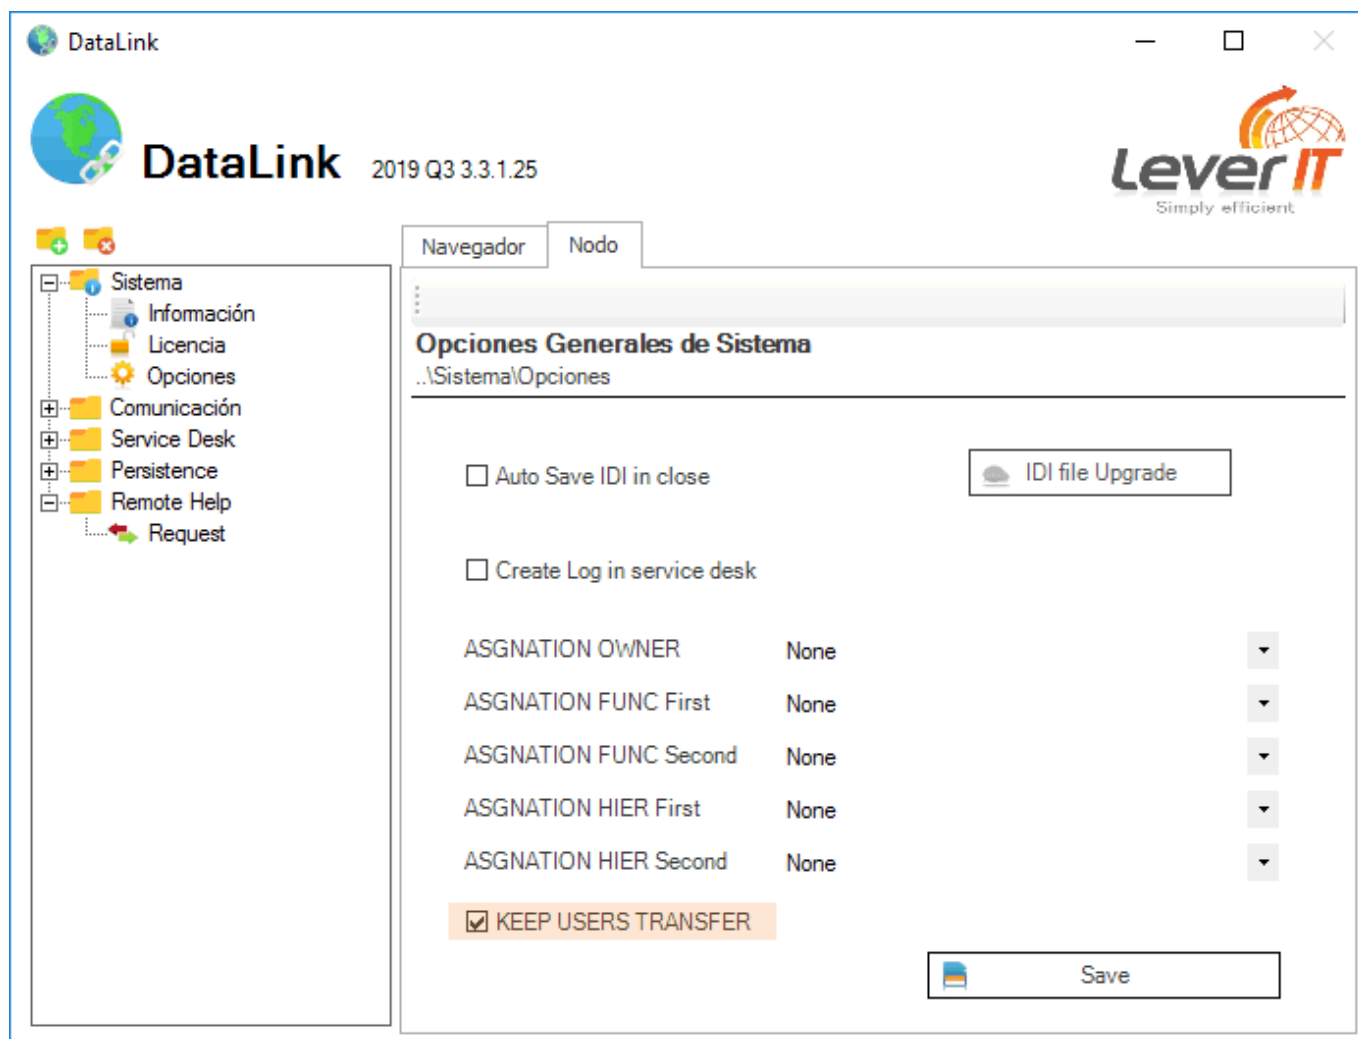 DataLink
DataLink 2019 Q3 3.3.1.25
LeverIT
Simply efficient
Sistema
Información
Licencia
Opciones
Comunicación
Service Desk
Persistence
Remote Help
Request
Navegador Nodo
Opciones Generales de Sistema
..\Sistema\Opciones
Auto Save IDI in close
IDI file Upgrade
Create Log in service desk
ASGNATION OWNER None
ASGNATION FUNC First None
ASGNATION FUNC Second None
ASGNATION HIER First None
ASGNATION HIER Second None
KEEP USERS TRANSFER
Save